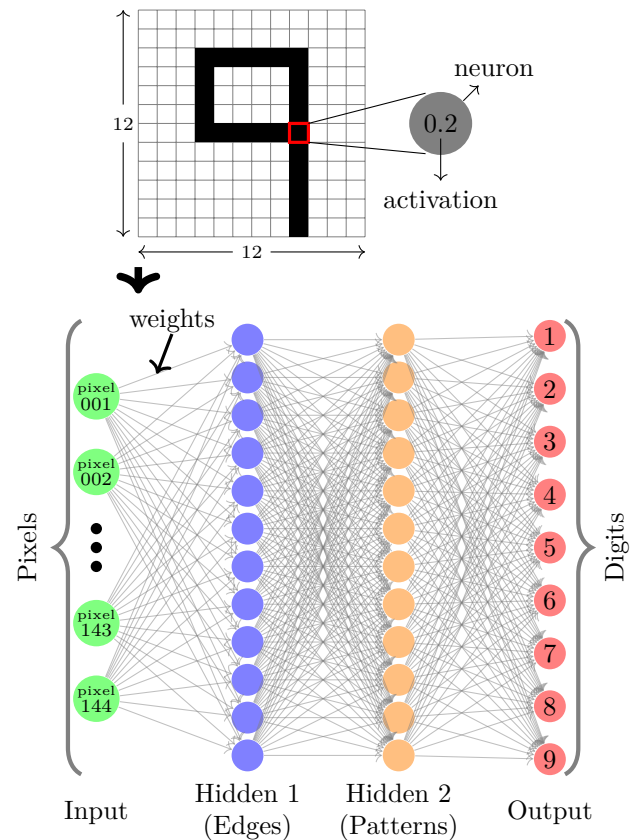 12
neuron
0.2
activation
12
weights
Pixels
pixel
001
pixel
002
pixel
143
pixel
144
1
2
3
4
5
6
7
8
9
Digits
Input
Hidden 1
(Edges)
Hidden 2
(Patterns)
Output